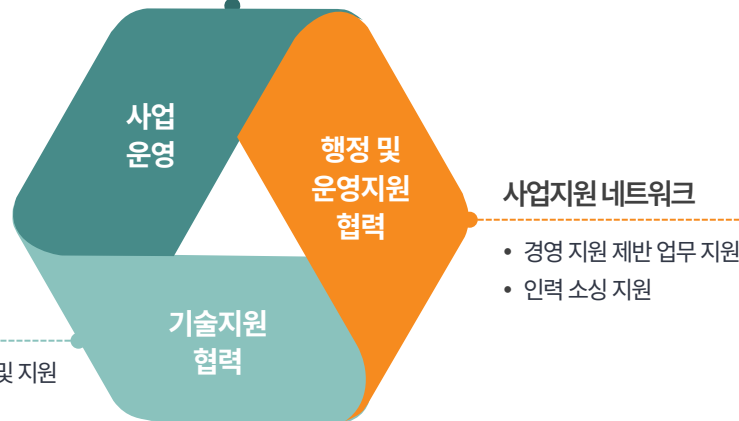 사업
운영
행정 및
운영지원
협력
사업지원 네트워크
• 경영 지원 제반 업무 지원
• 인력 소싱 지원
기술지원
협력
및 지원